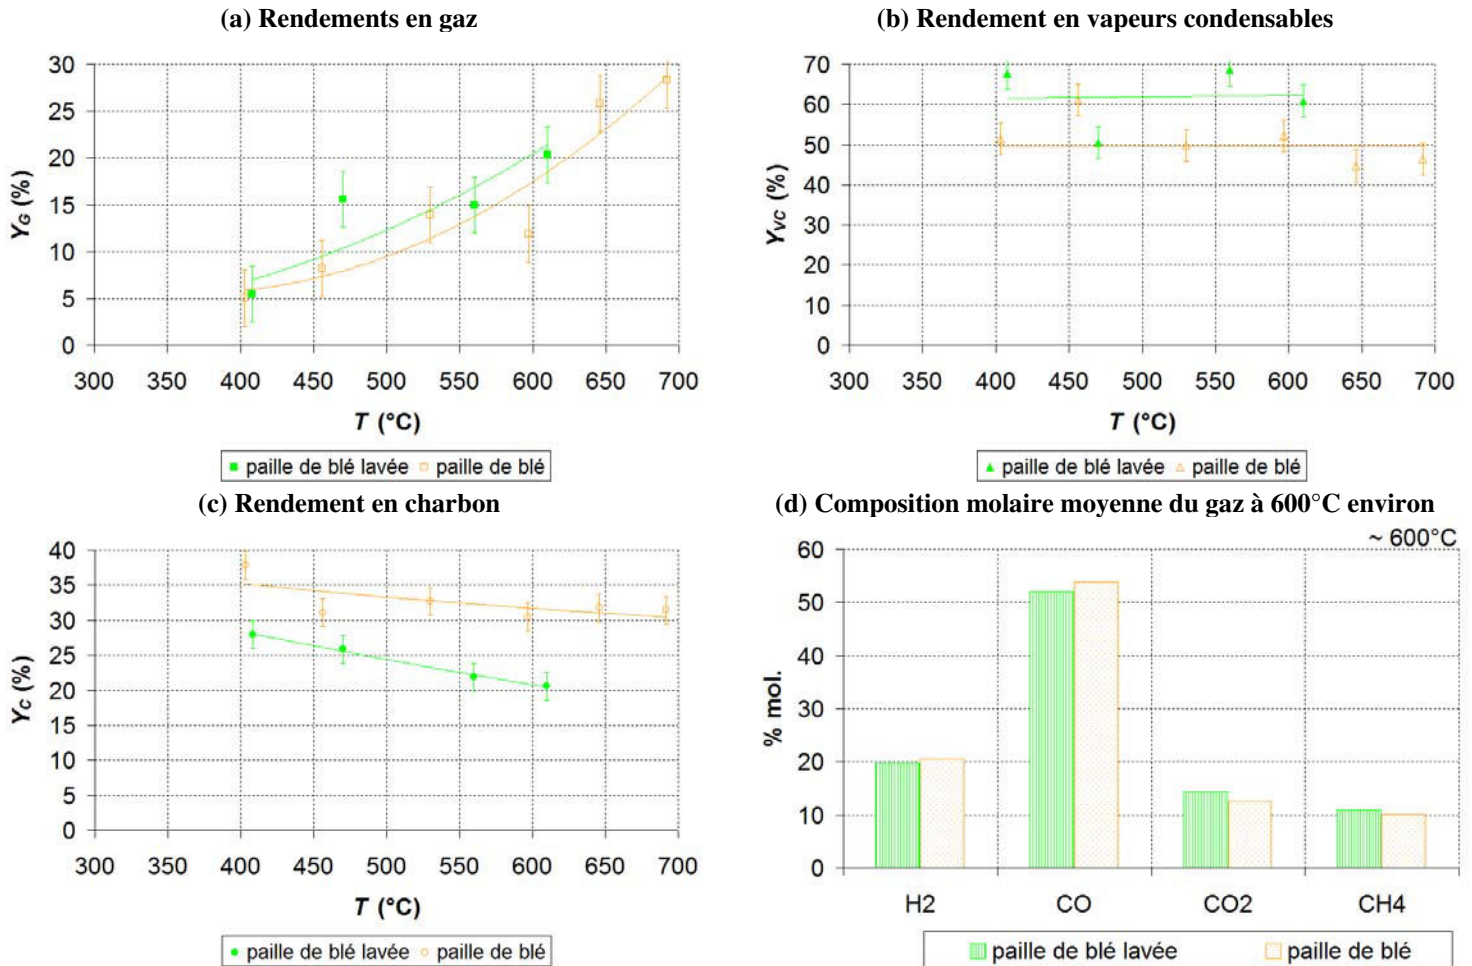 (a) Rendements en gaz
30
25
20
15
10
5
0
300 350 400 450 500 550 600 650 700
YG (%)
T (°C)
paille de blé lavée paille de blé
(b) Rendement en vapeurs condensables
70
60
50
40
30
20
10
0
300 350 400 450 500 550 600 650 700
Yvc (%)
T (°C)
paille de blé lavée paille de blé
(c) Rendement en charbon
40
35
30
25
20
15
10
5
0
300 350 400 450 500 550 600 650 700
Yc (%)
T (°C)
paille de blé lavée paille de blé
(d) Composition molaire moyenne du gaz à 600°C environ
~ 600°C
60
50
40
30
20
10
0
% mol.
H2 CO CO2 CH4
paille de blé lavée paille de blé